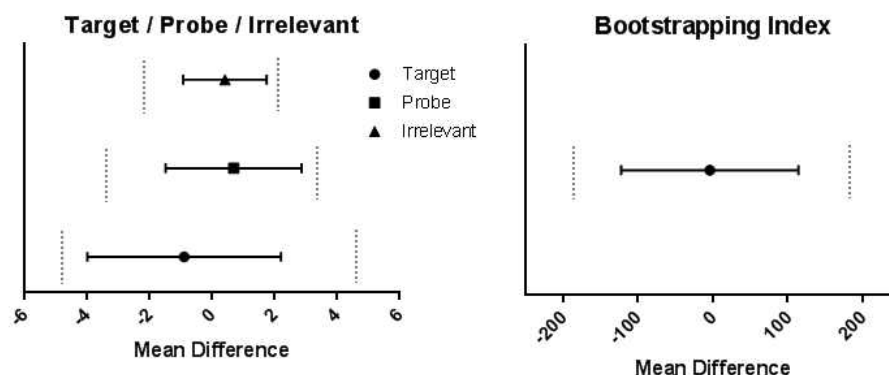 Target / Probe / Irrelevant
Target
Probe
Irrelevant
-6
-4
-2
0
2
4
6
Mean Difference
Bootstrapping Index
-200
-100
0
100
200
Mean Difference